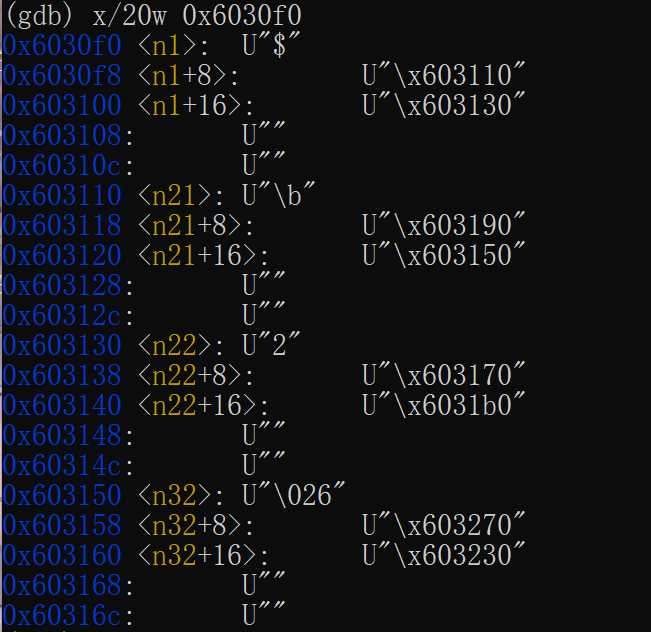 (gdb) x/20w 0x6030f0
0x6030f0 <n1>:  U"$"
0x6030f8 <n1+8>:        U"\x603110"
0x603100 <n1+16>:       U"\x603130"
0x603108:       U""
0x60310c:       U""
0x603110 <n21>: U"\b"
0x603118 <n21+8>:       U"\x603190"
0x603120 <n21+16>:      U"\x603150"
0x603128:       U""
0x60312c:       U""
0x603130 <n22>: U"2"
0x603138 <n22+8>:       U"\x603170"
0x603140 <n22+16>:      U"\x6031b0"
0x603148:       U""
0x60314c:       U""
0x603150 <n32>: U"\026"
0x603158 <n32+8>:       U"\x603270"
0x603160 <n32+16>:      U"\x603230"
0x603168:       U""
0x60316c:       U""